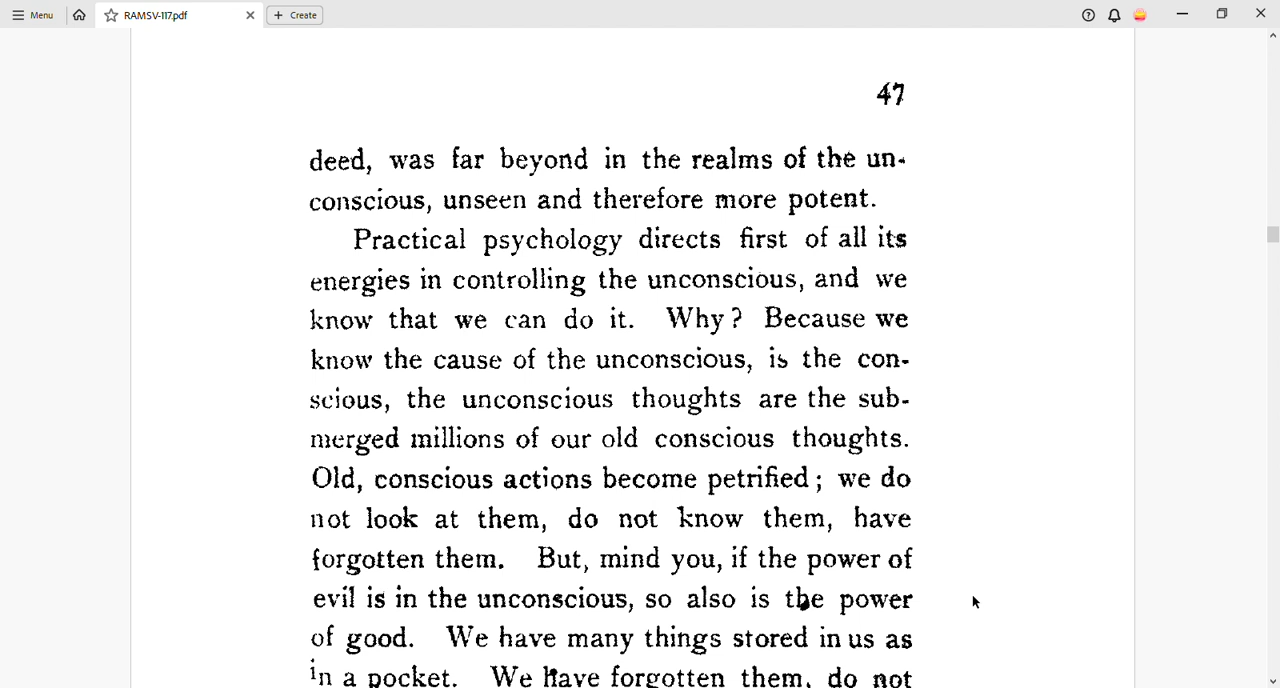 Menu
RAMSV-117.pdf
Create
47
deed, was far beyond in the realms of the un-
conscious, unseen and therefore more potent.
Practical psychology directs first of all its
energies in controlling the unconscious, and we
know that we can do it. Why? Because we
know the cause of the unconscious, is the con-
scious, the unconscious thoughts are the sub-
merged millions of our old conscious thoughts.
Old, conscious actions become petrified; we do
not look at them, do not know them, have
forgotten them. But, mind you, if the power of
evil is in the unconscious, so also is the power
of good. We have many things stored in us as
in a pocket. We have forgotten them, do not